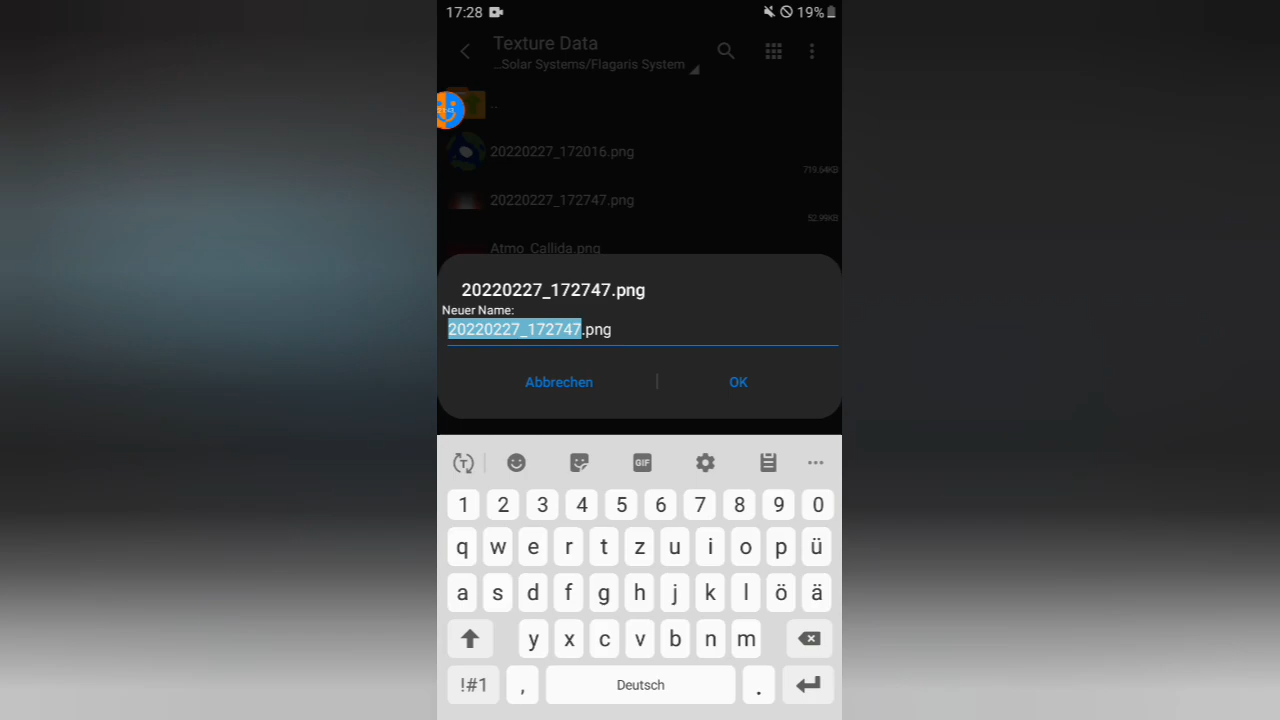 17:28
19%
Texture Data
...Solar Systems/Flagaris System
..
20220227_172016.png
719.64KB
20220227_172747.png
52.99KB
Atmo_Callida.png
20220227_172747.png
Neuer Name:
20220227_172747.png
Abbrechen | OK
GIF
1 2 3 4 5 6 7 8 9 0
q w e r t z u i o p ü
a s d f g h j k l ö ä
y x c v b n m
!#1 , Deutsch .